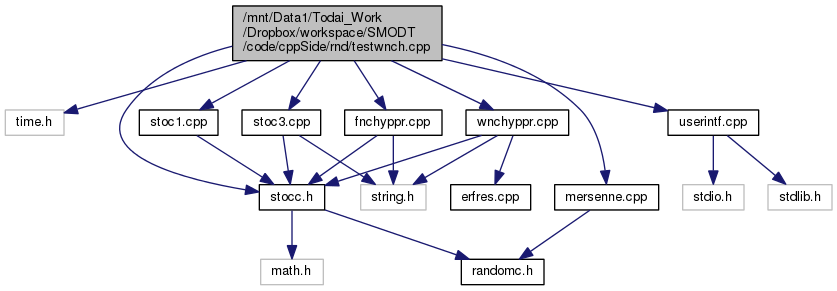 /mnt/Data1/Todai_Work
/Dropbox/workspace/SMODT
/code/cppSide/rnd/testwnch.cpp
time.h
stoc1.cpp
stoc3.cpp
fnchyppr.cpp
wnchyppr.cpp
userintf.cpp
stocc.h
string.h
erfres.cpp
mersenne.cpp
stdio.h
stdlib.h
math.h
randomc.h